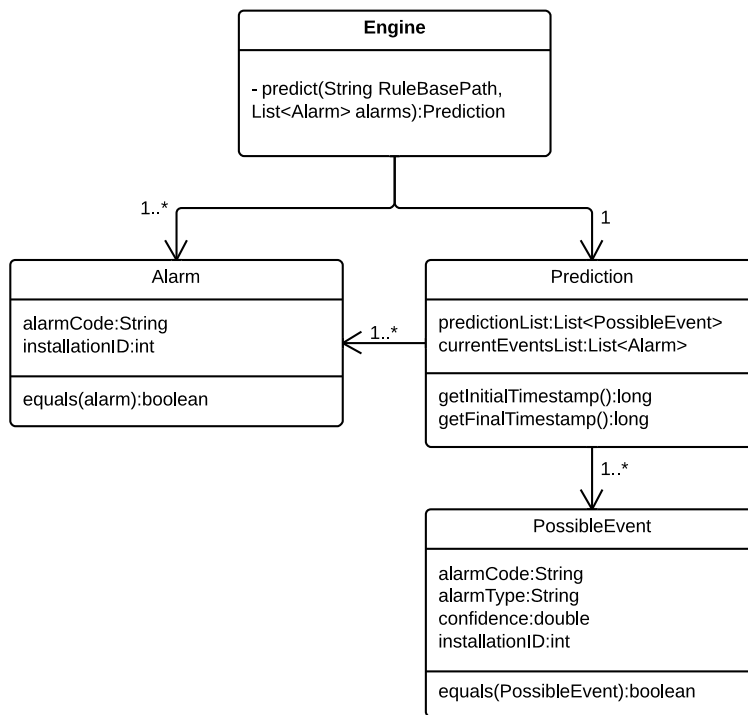 Engine
- predict(String RuleBasePath,
List<Alarm> alarms):Prediction
1..*
1
Alarm
alarmCode:String
installationID:int
equals(alarm):boolean
1..*
Prediction
predictionList:List<PossibleEvent>
currentEventsList:List<Alarm>
getInitialTimestamp():long
getFinalTimestamp():long
1..*
PossibleEvent
alarmCode:String
alarmType:String
confidence:double
installationID:int
equals(PossibleEvent):boolean